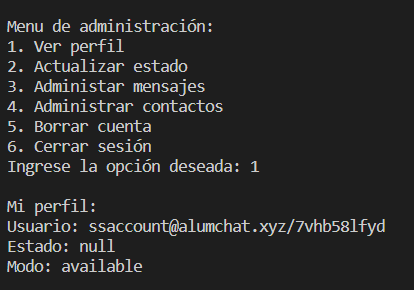 Menu de administración:
1. Ver perfil
2. Actualizar estado
3. Administar mensajes
4. Administrar contactos
5. Borrar cuenta
6. Cerrar sesión
Ingrese la opción deseada: 1
Mi perfil:
Usuario: ssaccount@alumchat.xyz/7vhb58lfyd
Estado: null
Modo: available